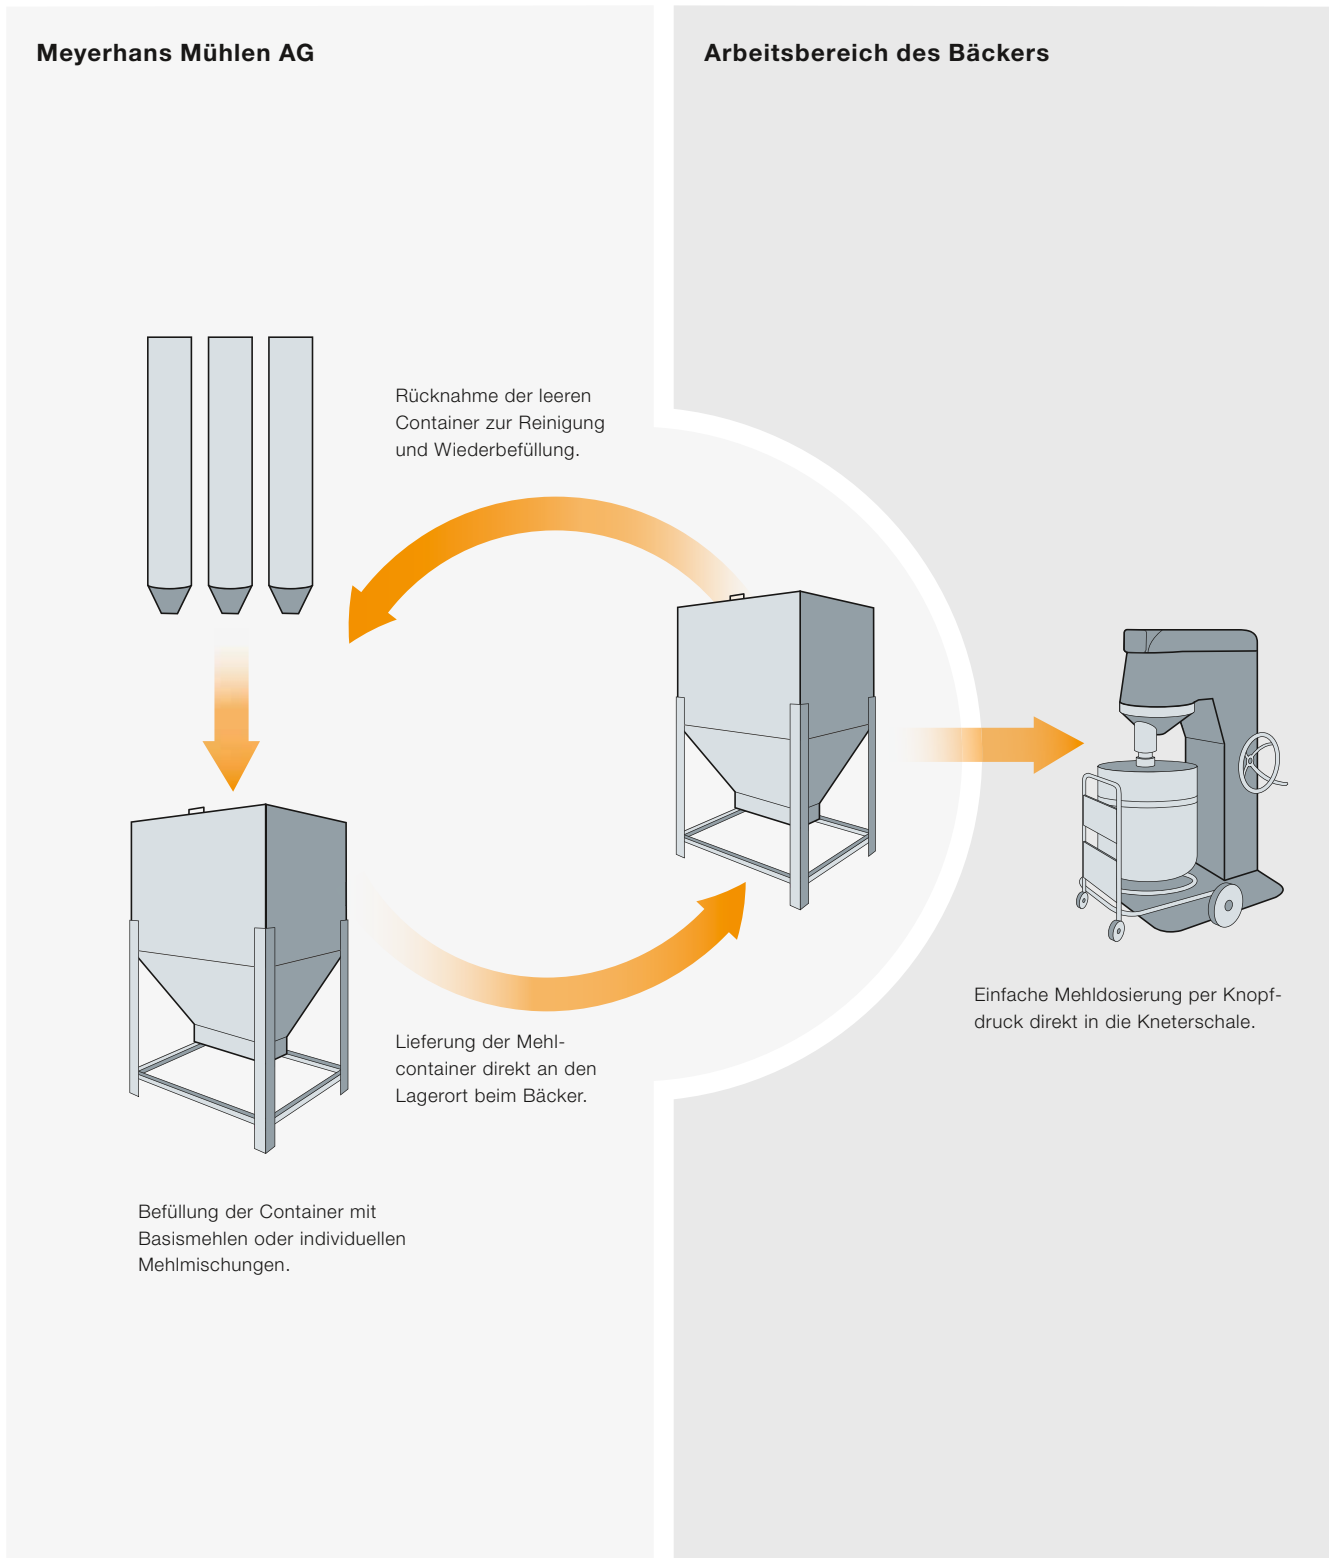 Meyerhans Mühlen AG
Arbeitsbereich des Bäckers
Rücknahme der leeren
Container zur Reinigung
und Wiederbefüllung.
Einfache Mehldosierung per Knopf-
druck direkt in die Kneterschale.
Lieferung der Mehl-
container direkt an den
Lagerort beim Bäcker.
Befüllung der Container mit
Basismehlen oder individuellen
Mehlmischungen.